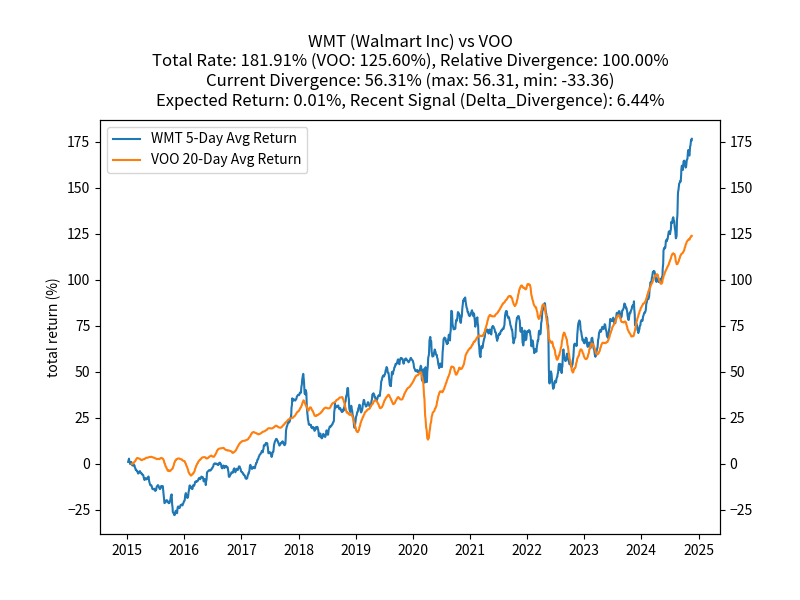 WMT (Walmart Inc) vs VOO
Total Rate: 181.91% (VOO: 125.60%), Relative Divergence: 100.00%
Current Divergence: 56.31% (max: 56.31, min: -33.36)
Expected Return: 0.01%, Recent Signal (Delta_Divergence): 6.44%
WMT 5-Day Avg Return
VOO 20-Day Avg Return
total return (%)
175
150
125
100
75
50
25
0
−25
175
150
125
100
75
50
25
0
−25
2015 2016 2017 2018 2019 2020 2021 2022 2023 2024 2025